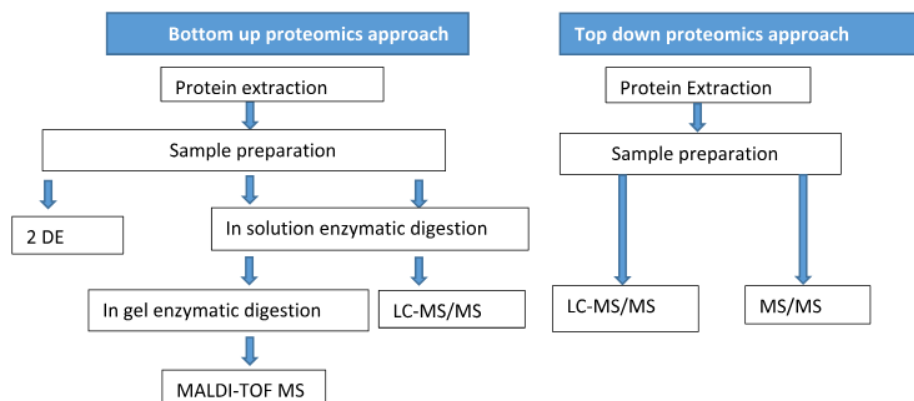 Bottom up proteomics approach
Protein extraction
Sample preparation
2 DE
In solution enzymatic digestion
In gel enzymatic digestion
LC-MS/MS
MALDI-TOF MS
Top down proteomics approach
Protein Extraction
Sample preparation
LC-MS/MS
MS/MS